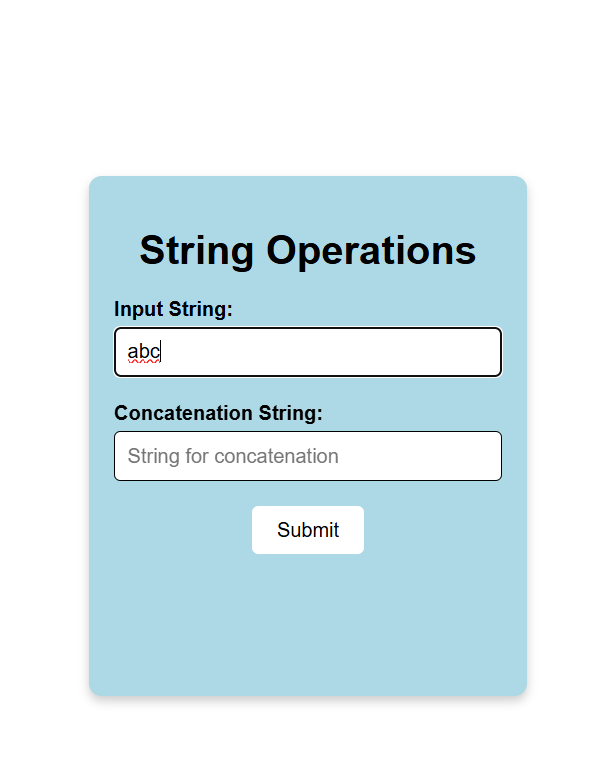 String Operations
Input String:
abc
Concatenation String:
String for concatenation
Submit